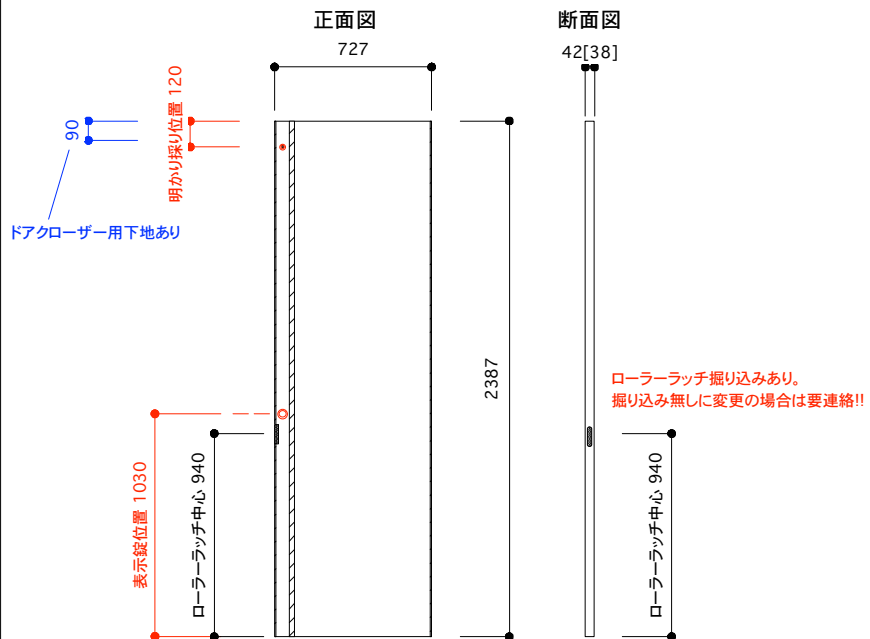 正面図
断面図
727
42[38]
明かり採り位置 120
90
ドアクローザー用下地あり
2387
ローラーラッチ掘り込みあり。
掘り込み無しに変更の場合は要連絡!!
表示錠位置 1030
ローラーラッチ中心 940
ローラーラッチ中心 940